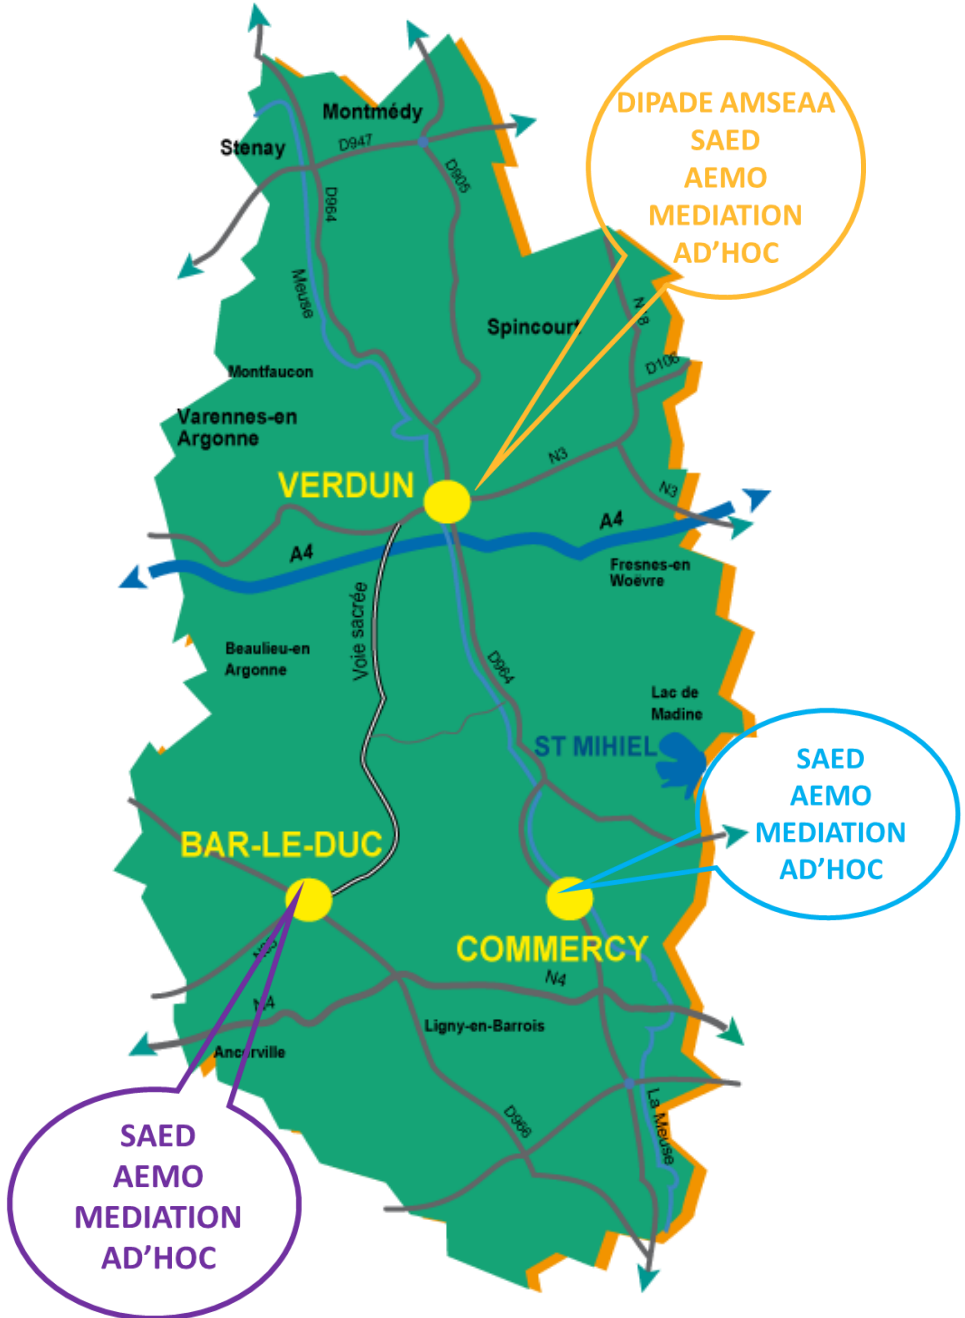 Montmédy
DIPADE AMSEAA
SAED
AEMO
MEDIATION
AD’HOC
Stenay
D947
D905
D964
Meuse
Spincourt
N18
D106
Montfaucon
Varennes-en
Argonne
VERDUN
N3
N3
A4
A4
Fresnes-en
Woëvre
Voie sacrée
Beaulieu-en
Argonne
D964
Lac de
Madine
ST MIHIEL
SAED
AEMO
MEDIATION
AD’HOC
BAR-LE-DUC
COMMERCY
N4
N4
Ligny-en-Barrois
Ancerville
D966
La Meuse
SAED
AEMO
MEDIATION
AD’HOC